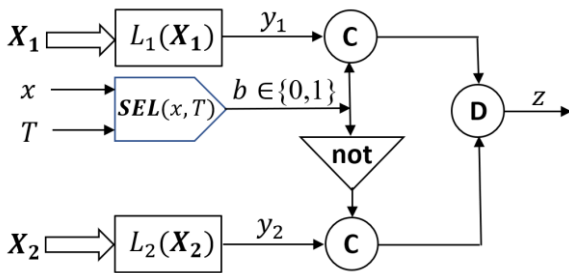 X₁ L₁(X₁) y₁ C
x
SEL(x, T) b ∈{0,1}
D z
T
not
X₂ L₂(X₂) y₂ C